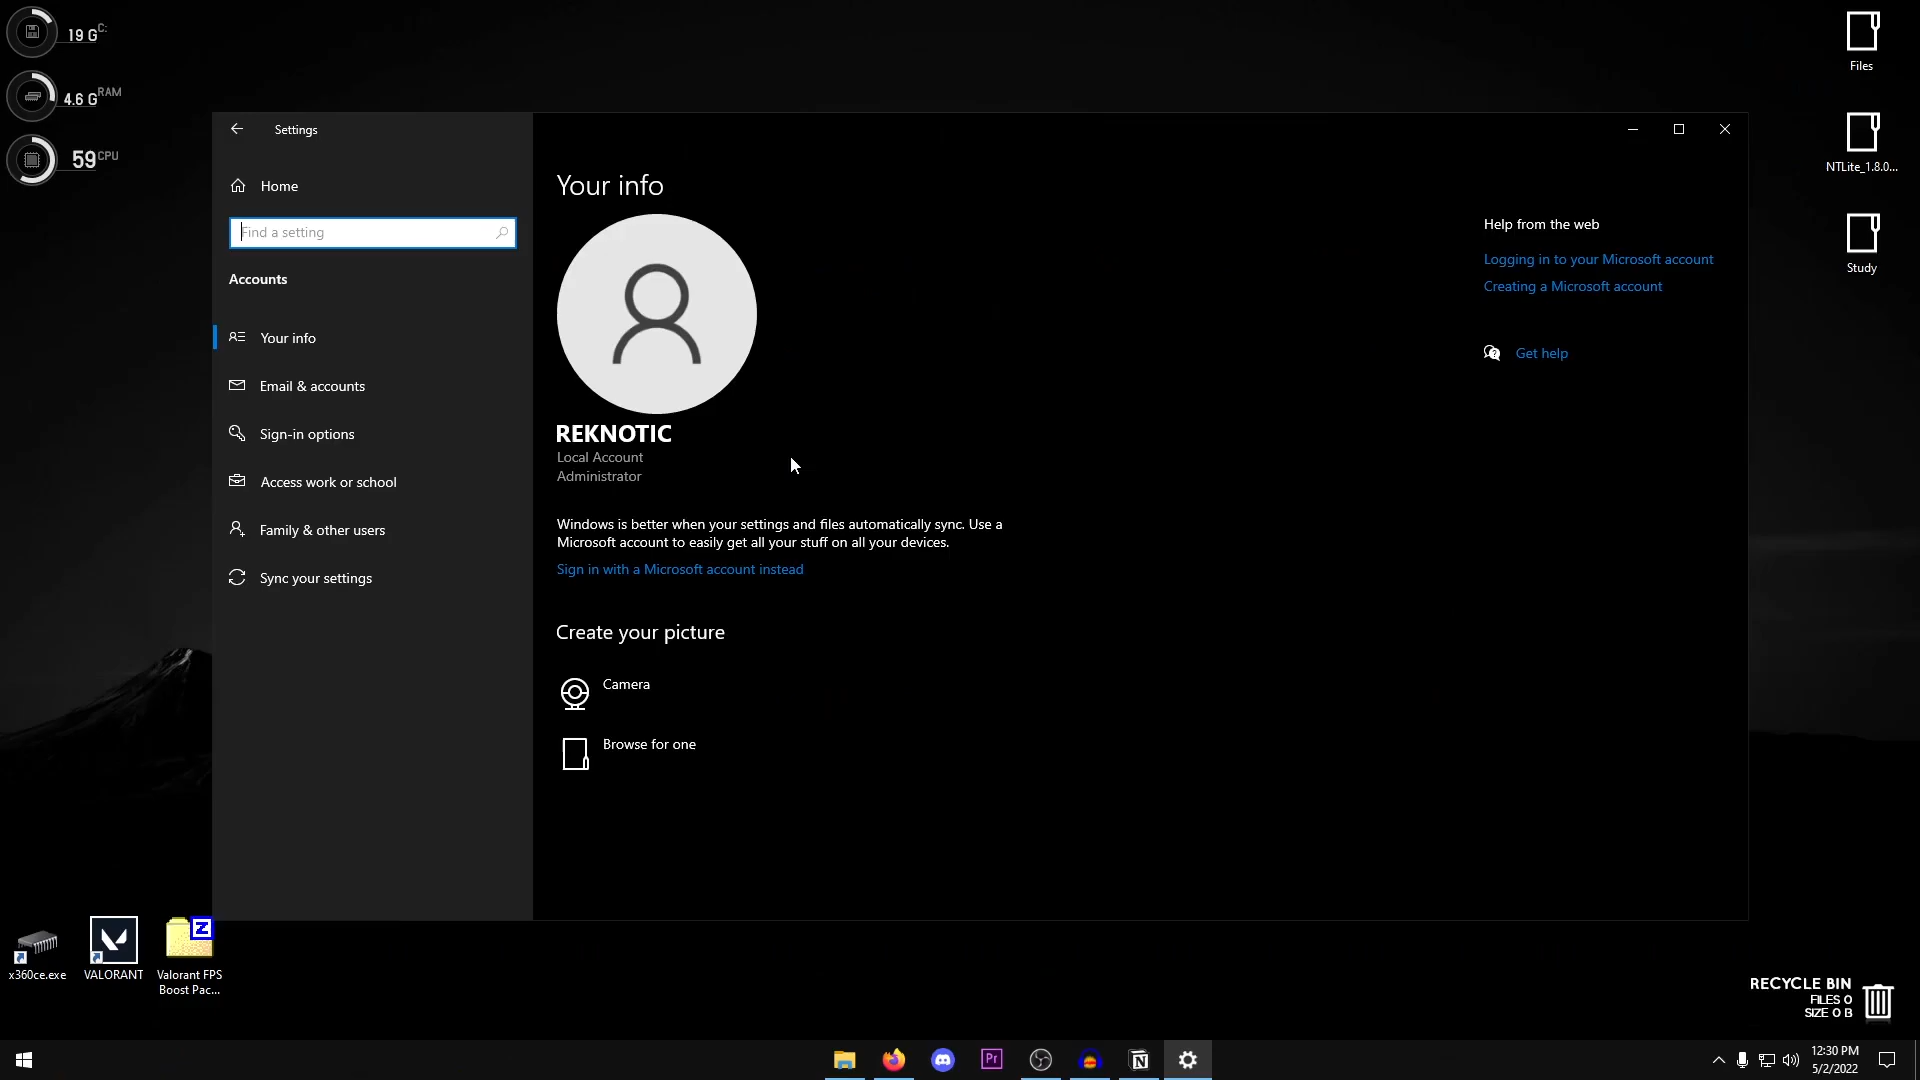 19 G C:
4.6 G RAM
59 CPU
Files
NTLite_1.8.0...
Study
Settings
Home
Find a setting
Accounts
Your info
Email & accounts
Sign-in options
Access work or school
Family & other users
Sync your settings
Your info
REKNOTIC
Local Account
Administrator
Windows is better when your settings and files automatically sync. Use a
Microsoft account to easily get all your stuff on all your devices.
Sign in with a Microsoft account instead
Create your picture
Camera
Browse for one
Help from the web
Logging in to your Microsoft account
Creating a Microsoft account
Get help
x360ce.exe
VALORANT
Z
Valorant FPS
Boost Pac...
RECYCLE BIN
FILES 0
SIZE 0 B
Pr
N
12:30 PM
5/2/2022